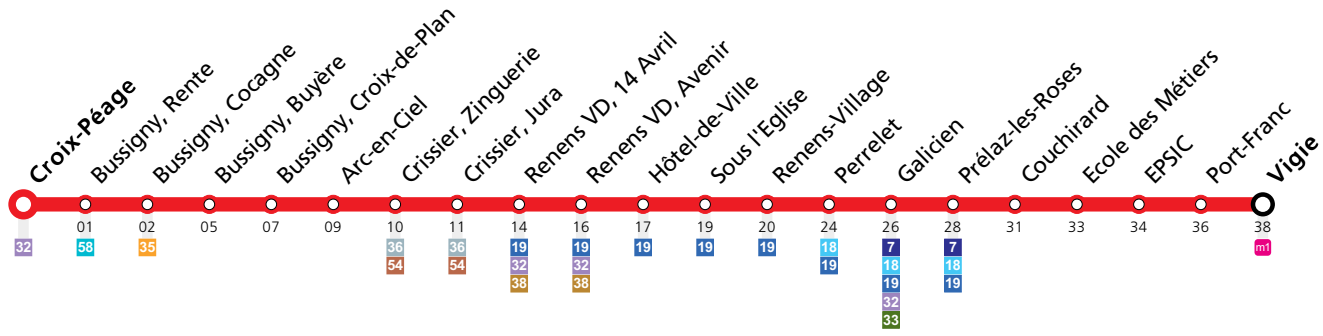 Croix-Péage
Bussigny, Rente
Bussigny, Cocagne
Bussigny, Buyère
Bussigny, Croix-de-Plan
Arc-en-Ciel
Crissier, Zinguerie
Crissier, Jura
Renens VD, 14 Avril
Renens VD, Avenir
Hôtel-de-Ville
Sous l'Eglise
Renens-Village
Perrelet
Galicien
Prélaz-les-Roses
Couchirard
Ecole des Métiers
EPSIC
Port-Franc
Vigie
01 02 05 07 09 10 11 14 16 17 19 20 24 26 28 31 33 34 36 38
32 58 35 36 36 19 19 19 19 19 18 7 7 m1
54 54 32 32 19 18 18
38 38 19 19
32
33